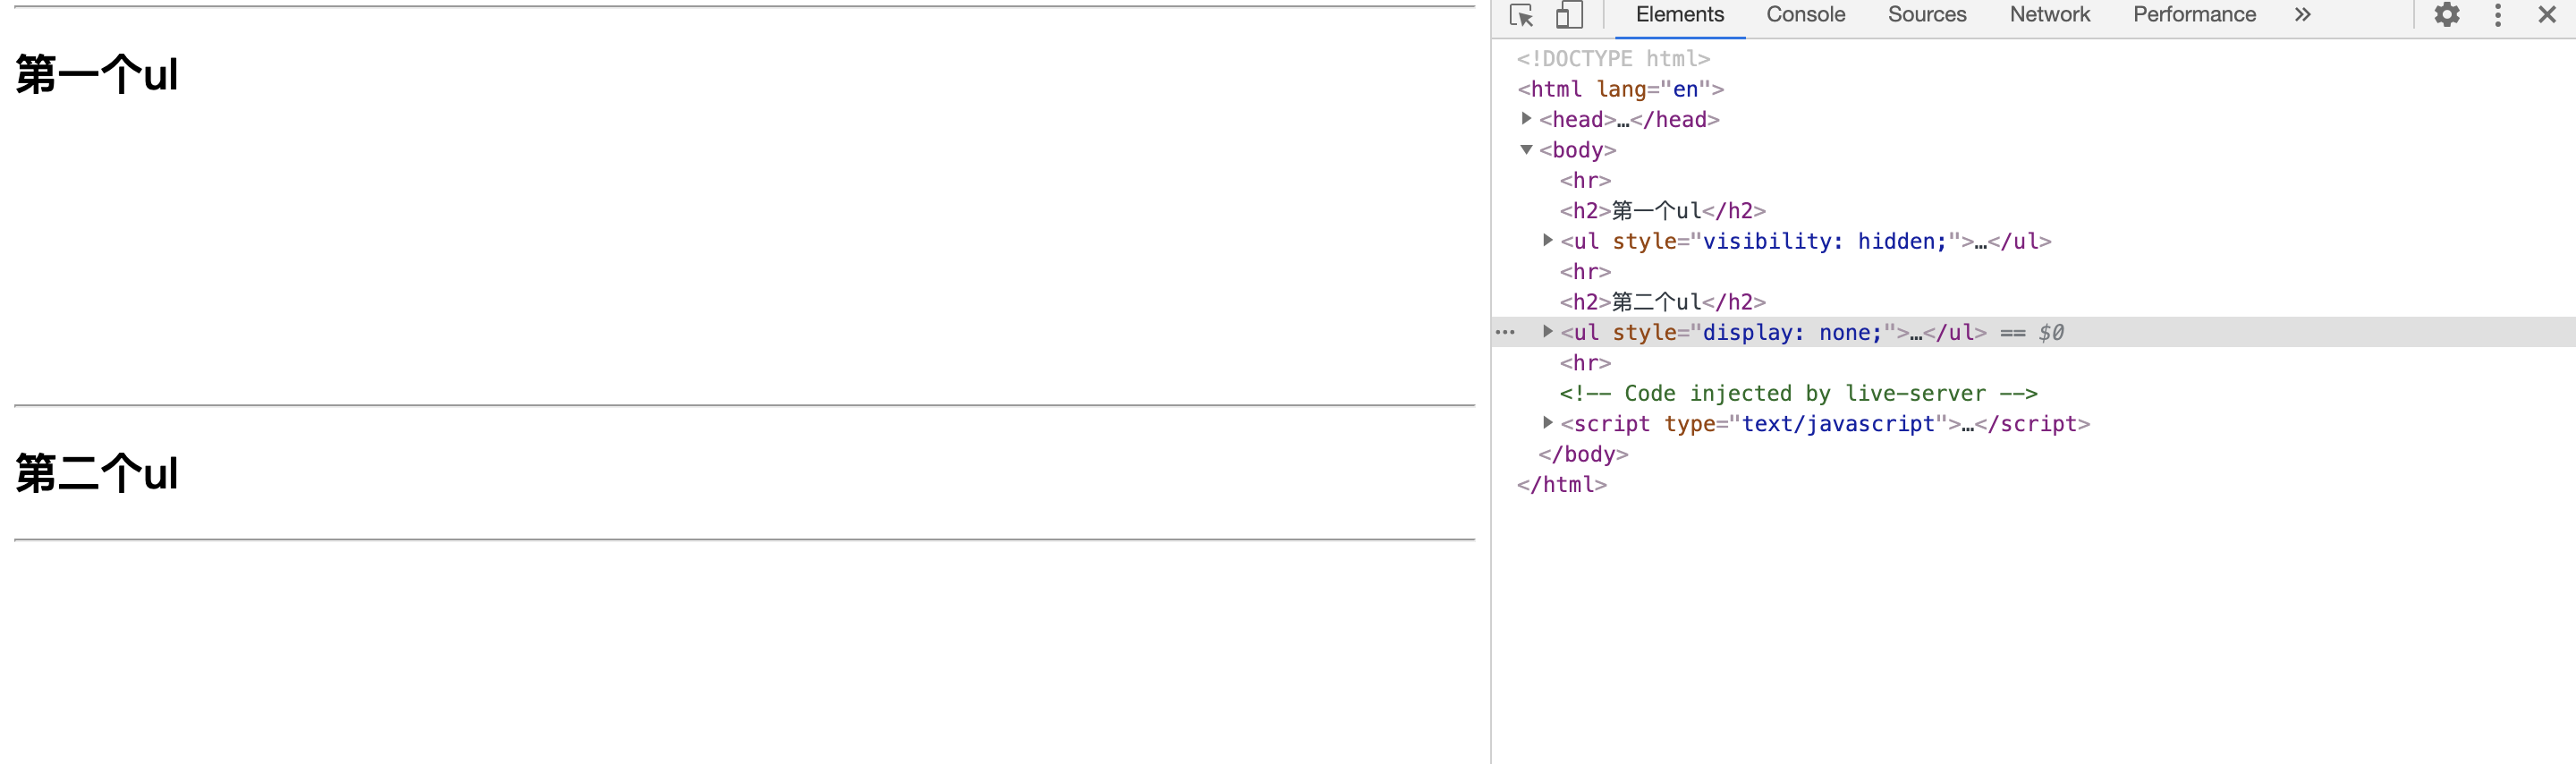 第一个ul
第二个ul
Elements Console Sources Network Performance »
<!DOCTYPE html>
<html lang="en">
<head>…</head>
<body>
<hr>
<h2>第一个ul</h2>
<ul style="visibility: hidden;">…</ul>
<hr>
<h2>第二个ul</h2>
<ul style="display: none;">…</ul> == $0
<hr>
<!-- Code injected by live-server -->
<script type="text/javascript">…</script>
</body>
</html>